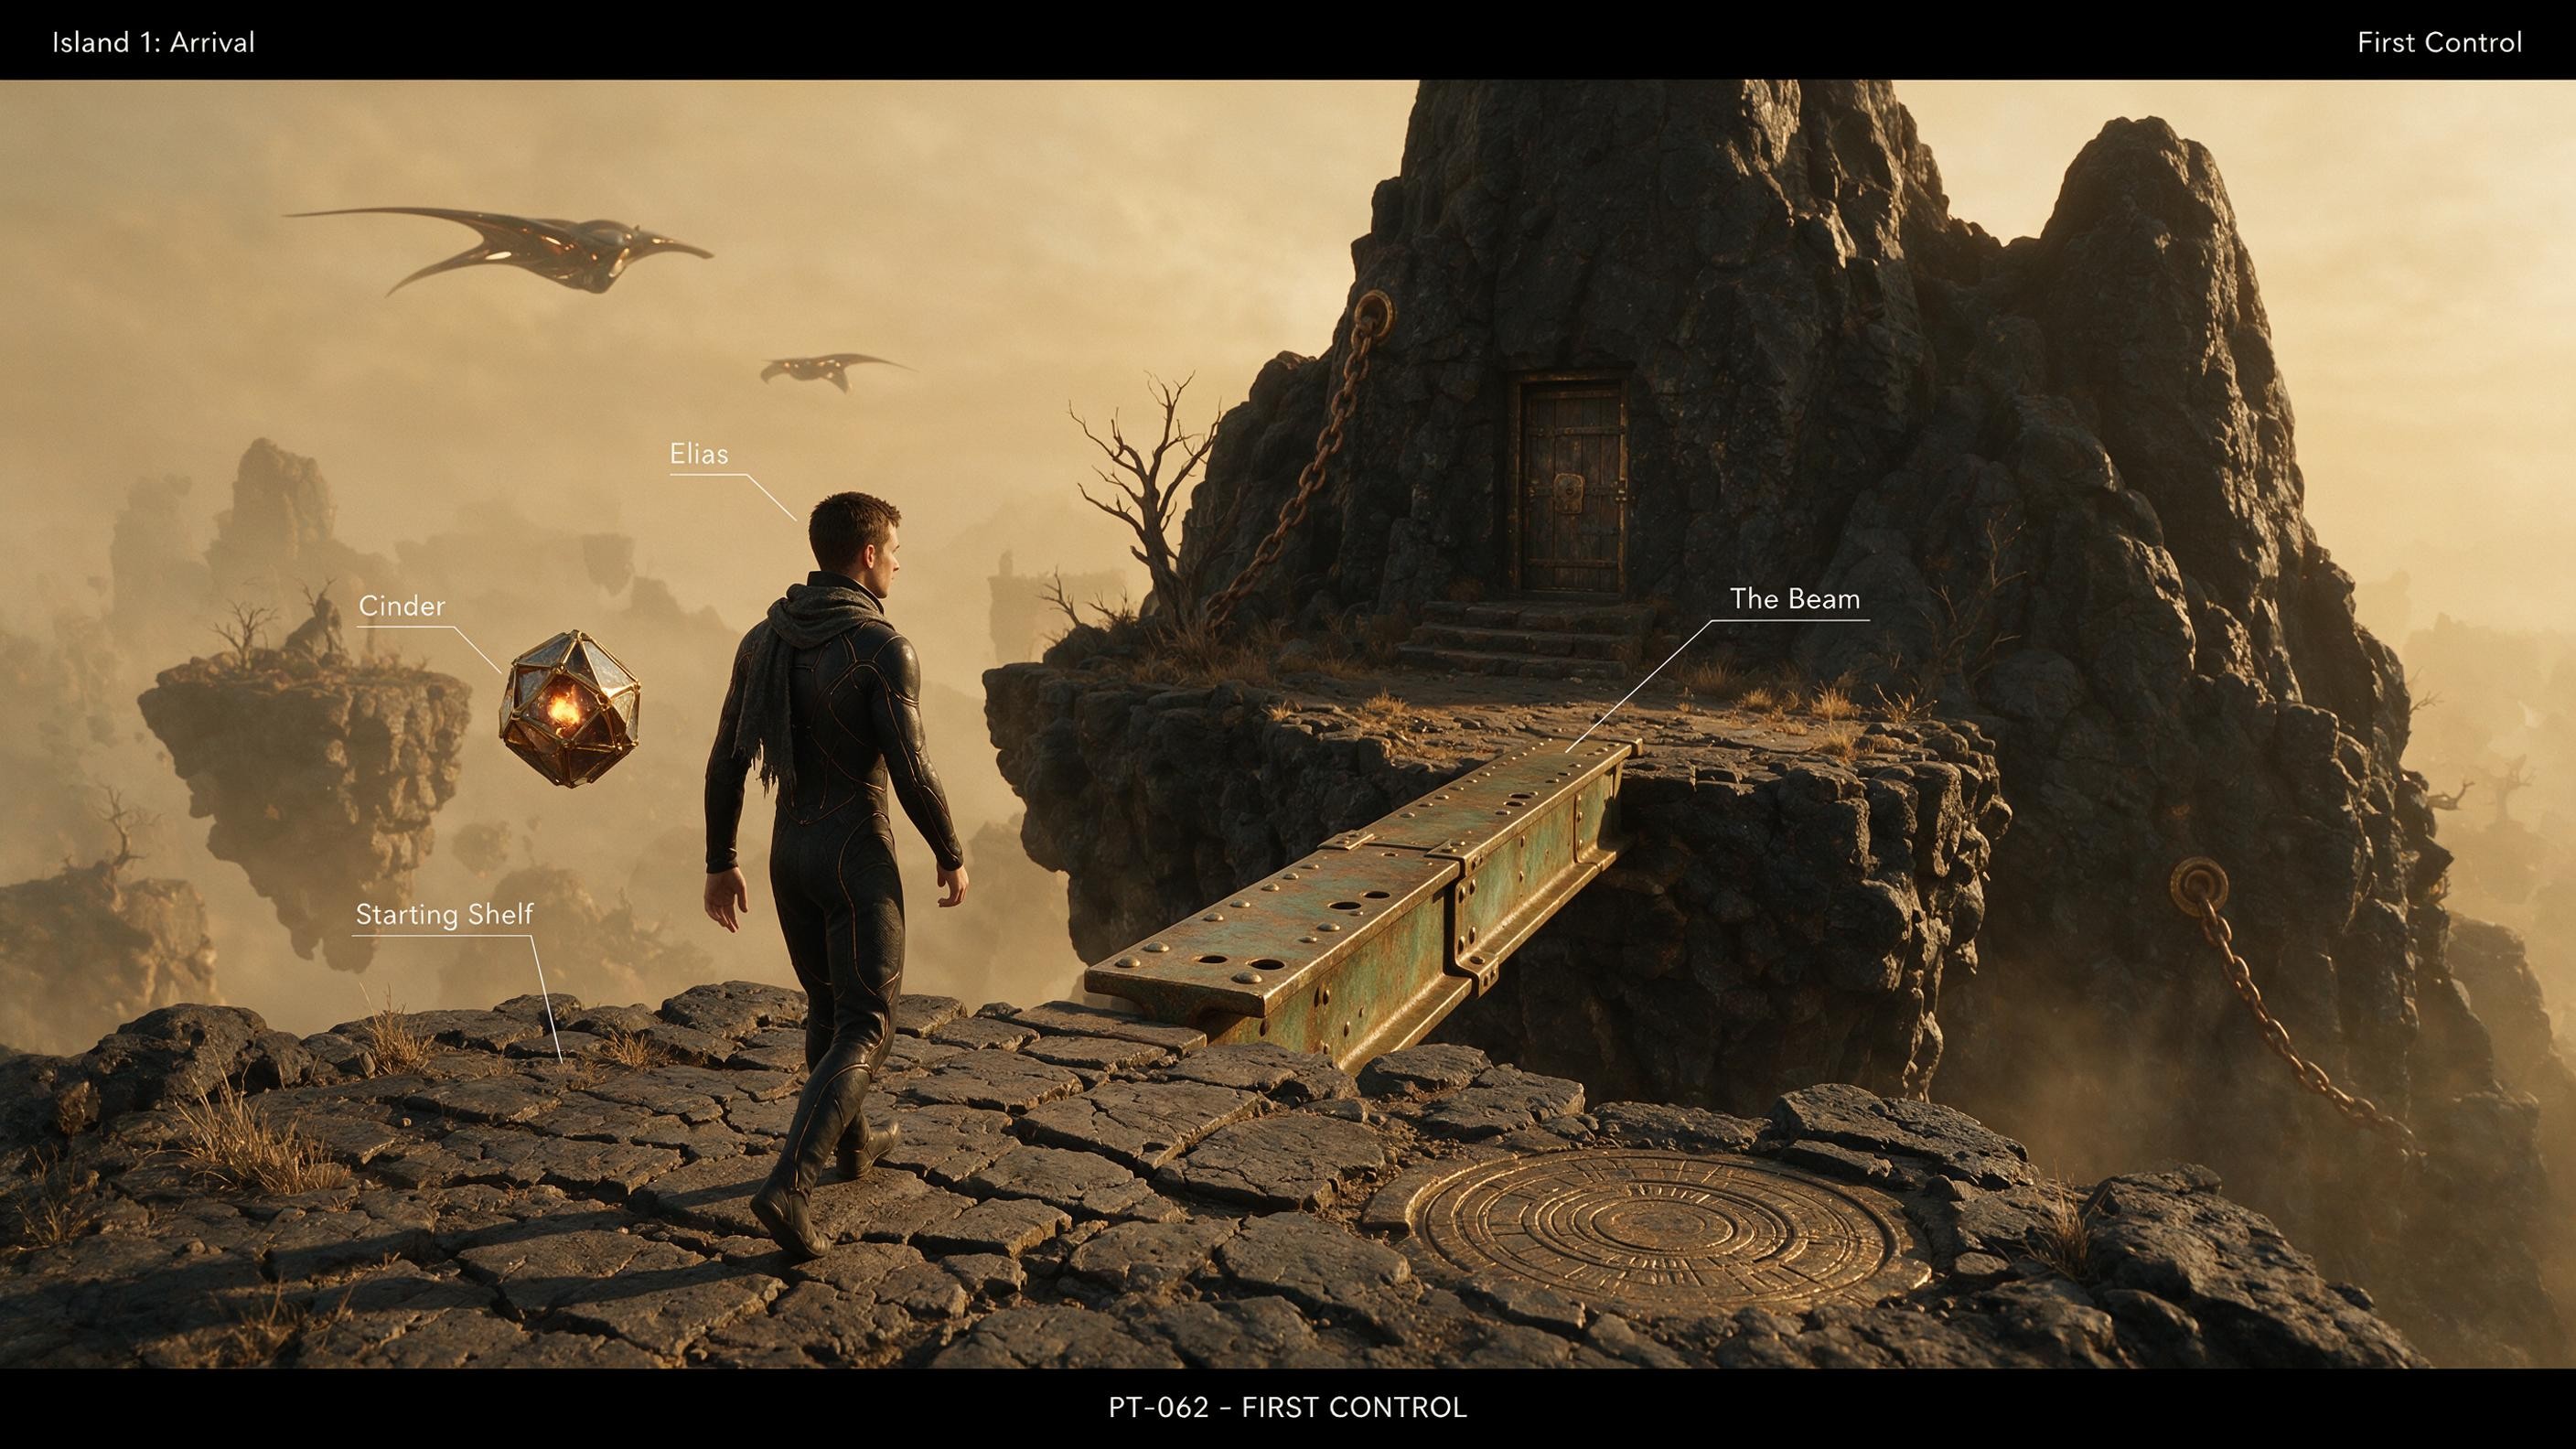 Island 1: Arrival
First Control
Elias
Cinder
The Beam
Starting Shelf
PT-062 - FIRST CONTROL